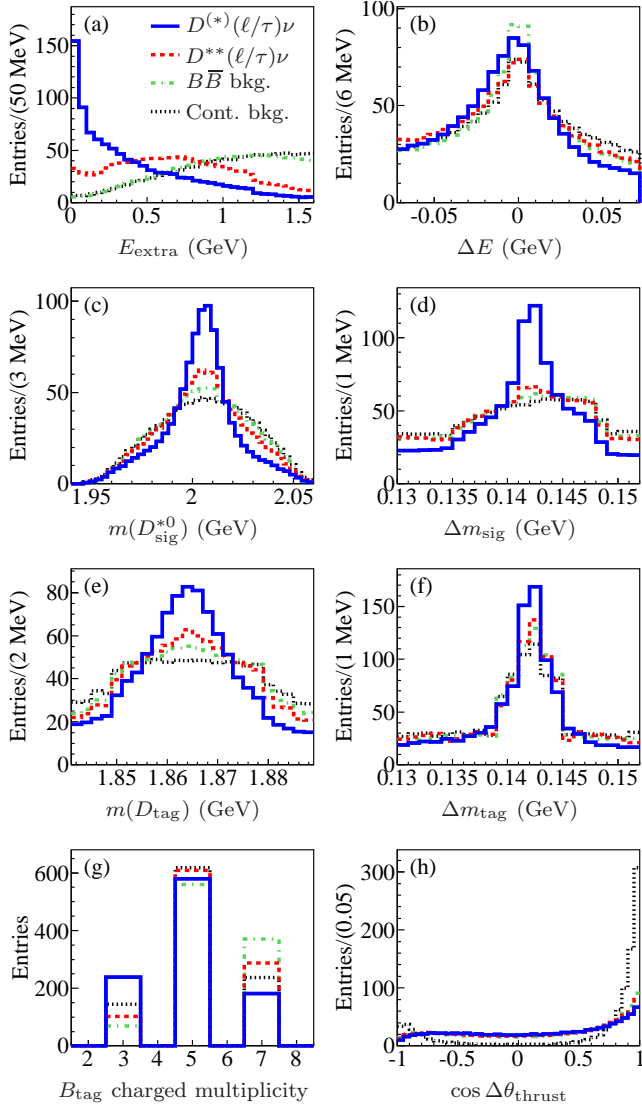 (a)
D^(*)(ℓ/τ)ν
D**(ℓ/τ)ν
BB̅ bkg.
Cont. bkg.
Entries/(50 MeV)
150
100
50
0
0 0.5 1 1.5
E_extra (GeV)
(b)
Entries/(6 MeV)
100
50
0
-0.05 0 0.05
ΔE (GeV)
(c)
Entries/(3 MeV)
100
50
0
1.95 2 2.05
m(D*0_sig) (GeV)
(d)
Entries/(1 MeV)
100
50
0
0.13 0.135 0.14 0.145 0.15
Δm_sig (GeV)
(e)
Entries/(2 MeV)
80
60
40
20
0
1.85 1.86 1.87 1.88
m(D_tag) (GeV)
(f)
Entries/(1 MeV)
150
100
50
0
0.13 0.135 0.14 0.145 0.15
Δm_tag (GeV)
(g)
Entries
600
400
200
0
2 3 4 5 6 7 8
B_tag charged multiplicity
(h)
Entries/(0.05)
300
200
100
0
-1 -0.5 0 0.5 1
cos Δθ_thrust